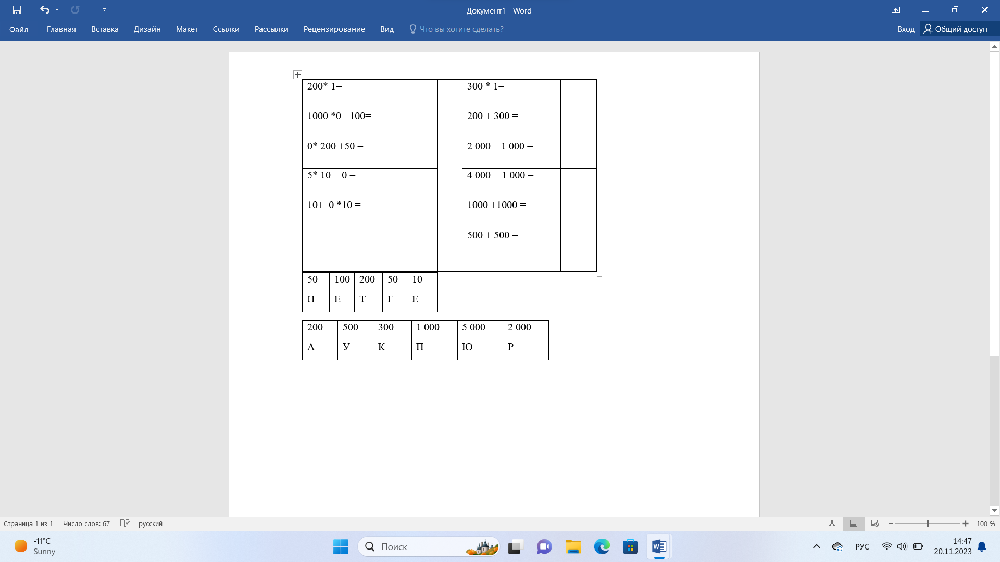 Документ1 - Word
Файл Главная Вставка Дизайн Макет Ссылки Рассылки Рецензирование Вид Что вы хотите сделать? Вход Общий доступ
200* 1= 300 * 1=
1000 *0+ 100= 200 + 300 =
0* 200 +50 = 2 000 – 1 000 =
5* 10  +0 = 4 000 + 1 000 =
10+  0 *10 = 1000 +1000 =
500 + 500 =
50 100 200 50 10
Н Е Т Г Е
200 500 300 1 000 5 000 2 000
А У К П Ю Р
Страница 1 из 1 Число слов: 67 русский 100 %
-11°C
Sunny
Поиск
РУС
14:47
20.11.2023